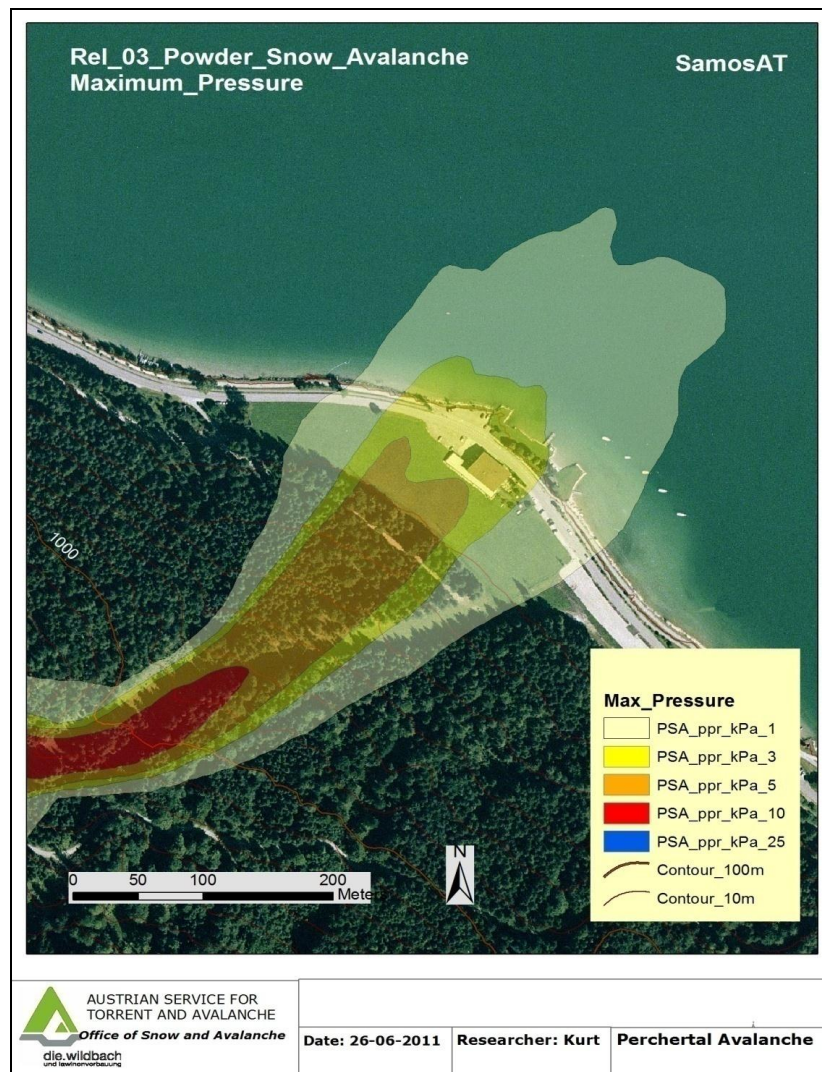 Rel_03_Powder_Snow_Avalanche
Maximum_Pressure
SamosAT
1000
Max_Pressure
PSA_ppr_kPa_1
PSA_ppr_kPa_3
PSA_ppr_kPa_5
PSA_ppr_kPa_10
PSA_ppr_kPa_25
Contour_100m
Contour_10m
N
0 50 100 200
Mete
AUSTRIAN SERVICE FOR
TORRENT AND AVALANCHE
Office of Snow and Avalanche
die.wildbach
und lawinenverbauung
Date: 26-06-2011
Researcher: Kurt
Perchertal Avalanche